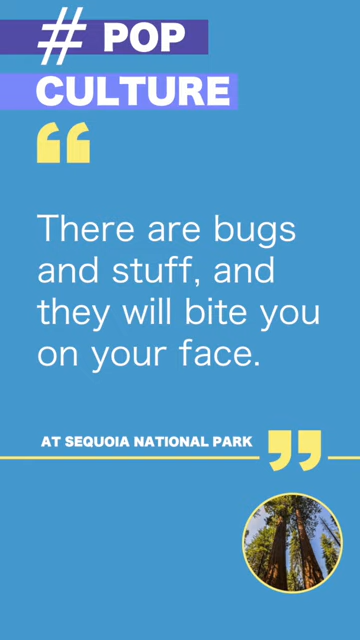 # POP
CULTURE
“
There are bugs
and stuff, and
they will bite you
on your face.
AT SEQUOIA NATIONAL PARK
”